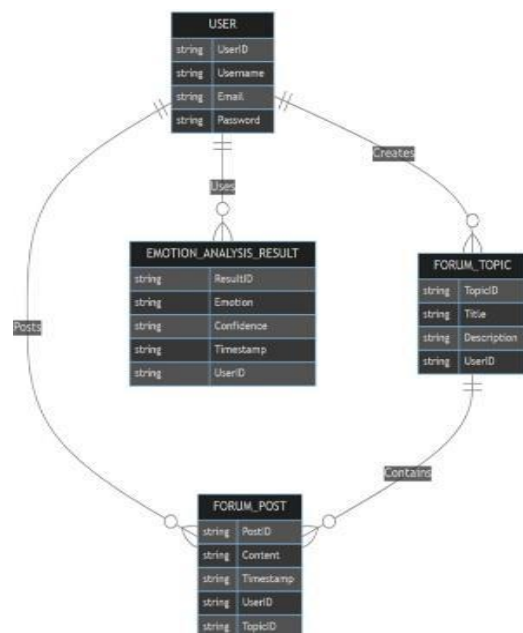 USER
string UserID
string Username
string Email
string Password
Creates
Uses
EMOTION_ANALYSIS_RESULT
string ResultID
string Emotion
string Confidence
string Timestamp
string UserID
FORUM_TOPIC
string TopicID
string Title
string Description
string UserID
Posts
Contains
FORUM_POST
string PostID
string Content
string Timestamp
string UserID
string TopicID